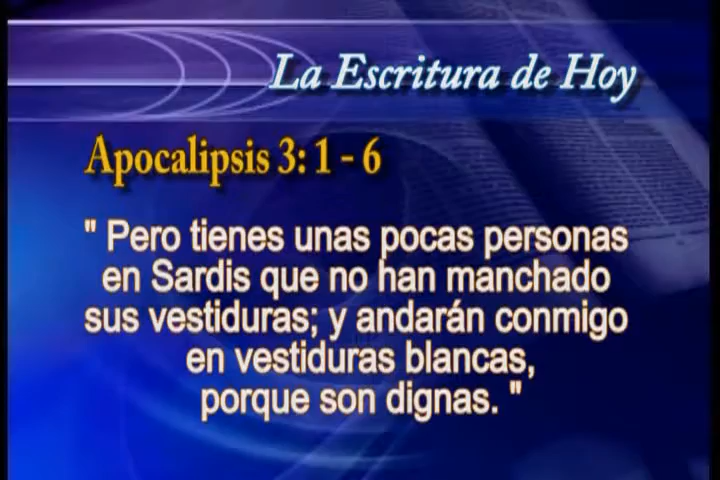 La Escritura de Hoy
Apocalipsis 3: 1 - 6
" Pero tienes unas pocas personas
en Sardis que no han manchado
sus vestiduras; y andarán conmigo
en vestiduras blancas,
porque son dignas. "